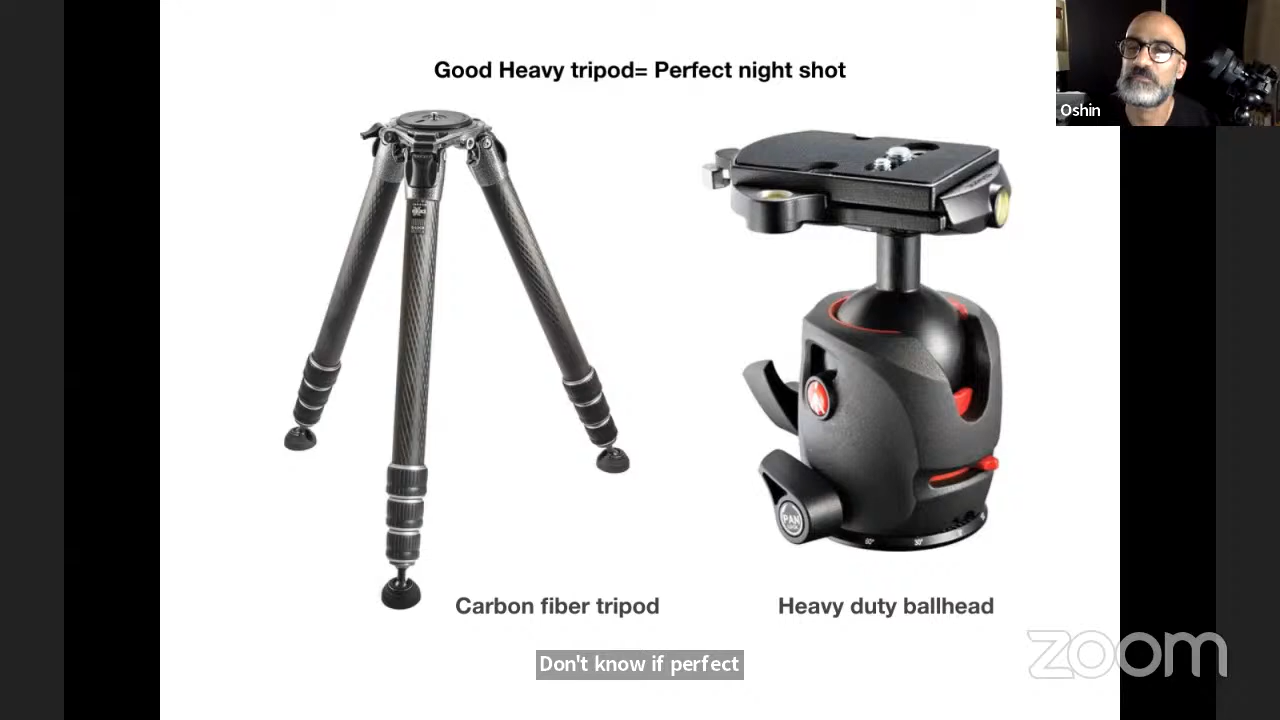 Good Heavy tripod= Perfect night shot
Oshin
PAN
Carbon fiber tripod
Heavy duty ballhead
Don't know if perfect
zoom